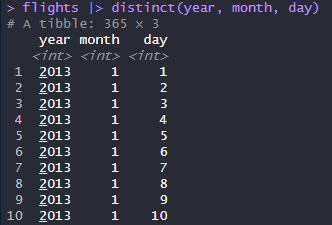 > flights |> distinct(year, month, day)
# A tibble: 365 × 3
year month day
<int> <int> <int>
1 2013 1 1
2 2013 1 2
3 2013 1 3
4 2013 1 4
5 2013 1 5
6 2013 1 6
7 2013 1 7
8 2013 1 8
9 2013 1 9
10 2013 1 10